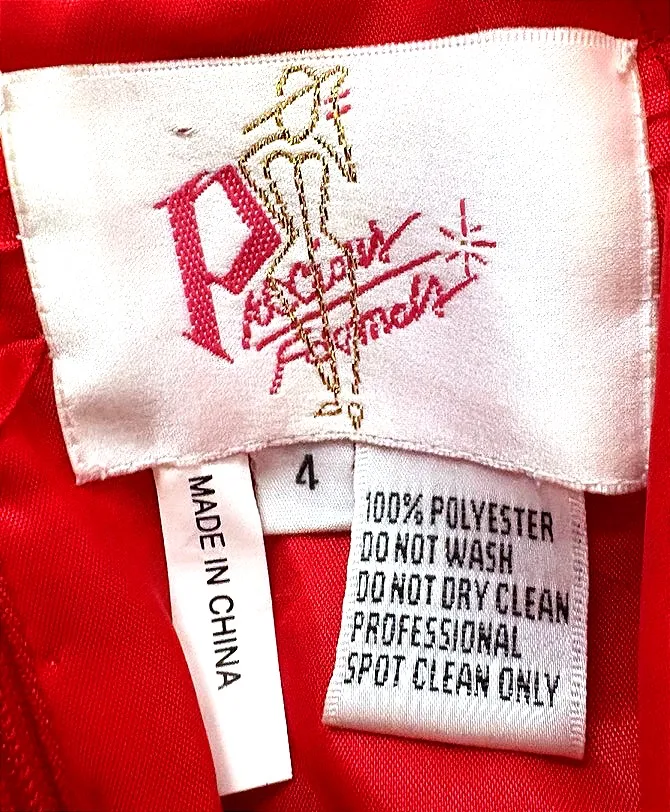 Precious
Formals
4
MADE IN CHINA
100% POLYESTER
DO NOT WASH
DO NOT DRY CLEAN
PROFESSIONAL
SPOT CLEAN ONLY